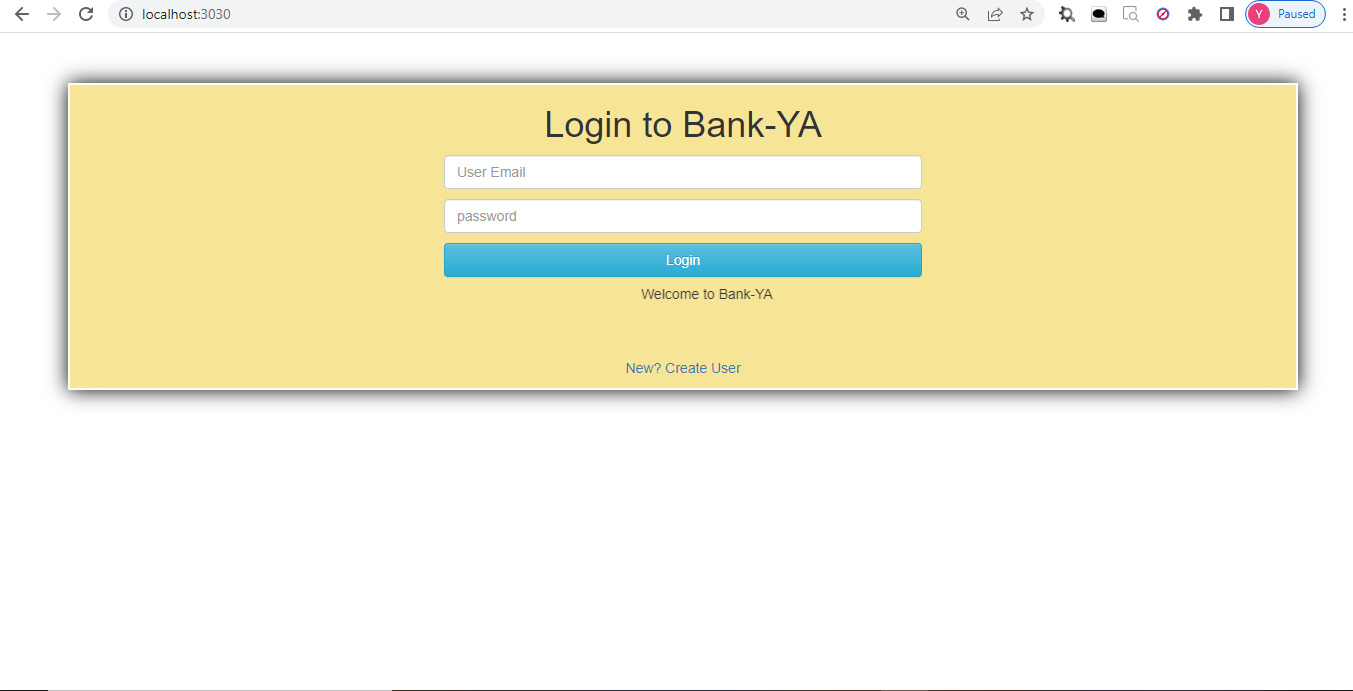 localhost:3030
Y Paused
Login to Bank-YA
User Email
password
Login
Welcome to Bank-YA
New? Create User